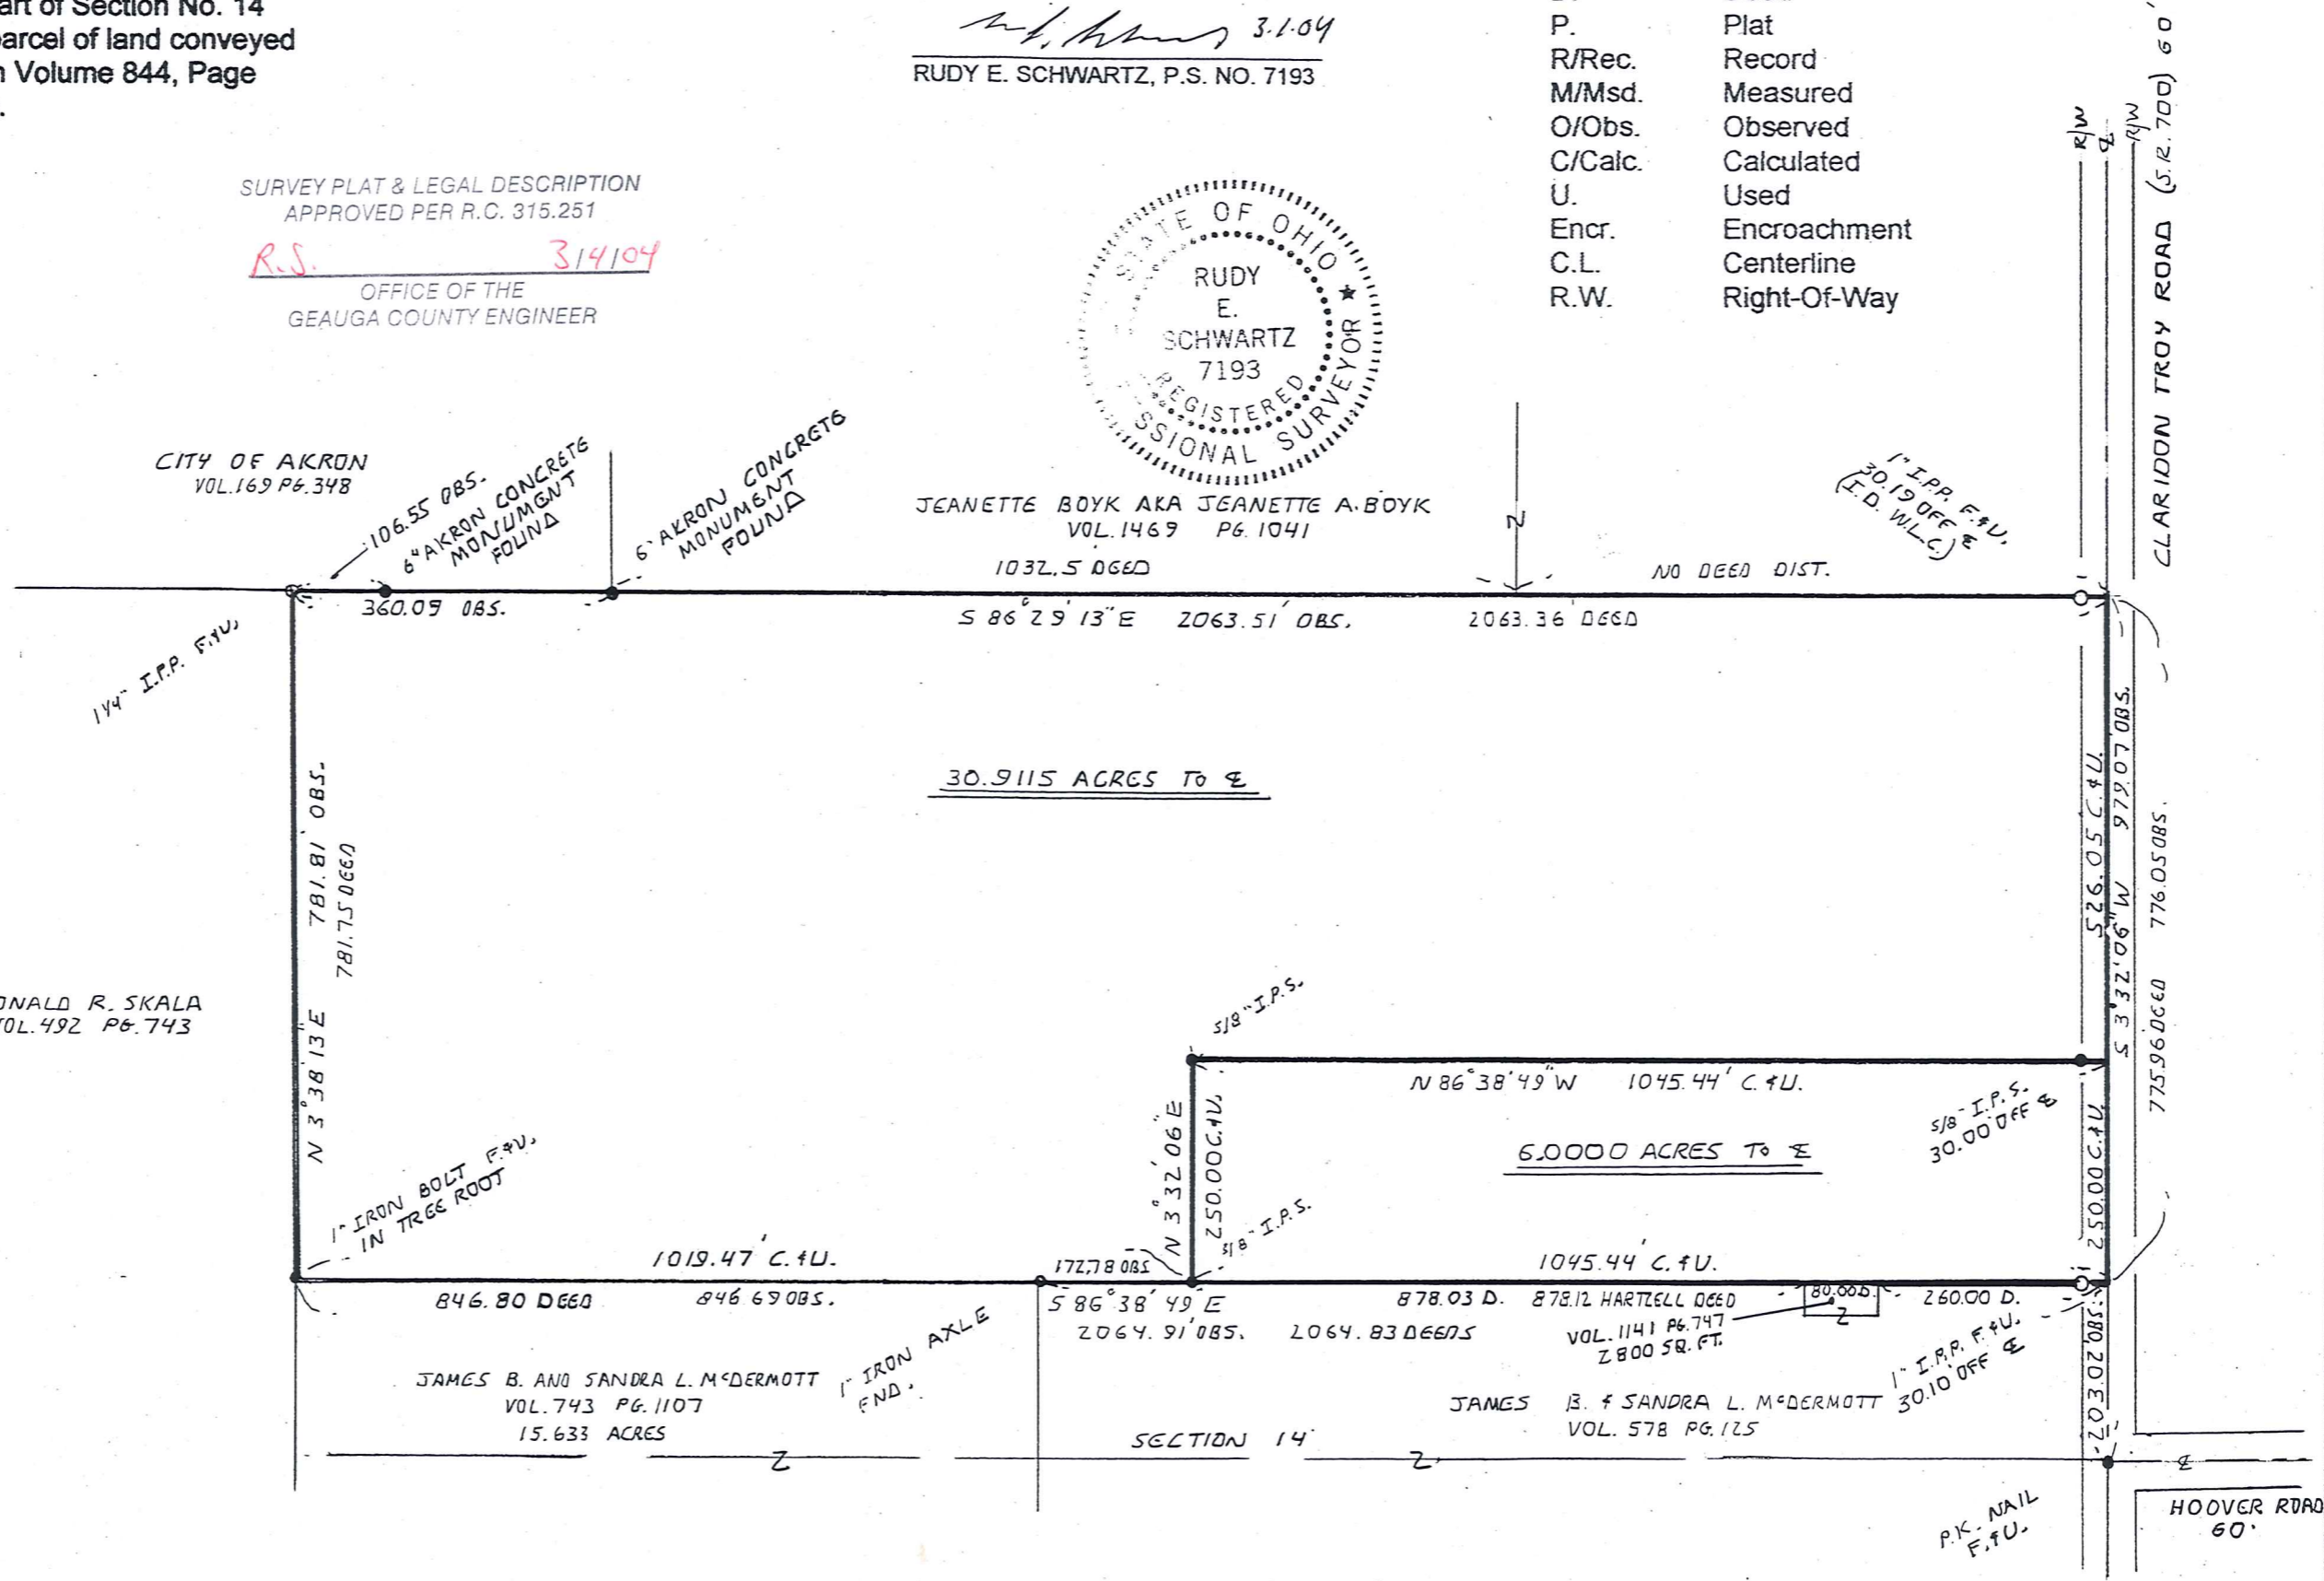 art of Section No. 14
arcel of land conveyed
n Volume 844, Page
3.1.04
RUDY E. SCHWARTZ, P.S. NO. 7193
P. Plat
R/Rec. Record
M/Msd. Measured
O/Obs. Observed
C/Calc. Calculated
U. Used
Encr. Encroachment
C.L. Centerline
R.W. Right-Of-Way
R/W
℄
R/W
CLARIDON TROY ROAD (S.R. 700) 60'
SURVEY PLAT & LEGAL DESCRIPTION
APPROVED PER R.C. 315.251
R.S. 3/4/04
OFFICE OF THE
GEAUGA COUNTY ENGINEER
STATE OF OHIO ★
RUDY
E.
SCHWARTZ
7193
REGISTERED
SSIONAL SURVEYOR
CITY OF AKRON
VOL.169 PG.348
106.55 OBS.
6" AKRON CONCRETE
MONUMENT
FOUND
6" AKRON CONCRETE
MONUMENT
FOUND
JEANETTE BOYK AKA JEANETTE A. BOYK
VOL.1469 PG.1041
1032.5 DEED
Z
NO DEED DIST.
1" I.P.P. F.&U.
30.19 OFF ℄
(I.D. W.L.C.)
360.09 OBS.
S 86°29'13"E 2063.51' OBS.
2063.36' DEED
1 1/4" I.P.P. F.&U.
30.9115 ACRES TO ℄
N 3°38'13"E 781.81' OBS.
781.75 DEED
526.05 C.&U.
S 3°32'06"W 979.07' OBS.
775.96 DEED 776.05 OBS.
ONALD R. SKALA
OL.492 PG.743
5/8" I.P.S.
N 86°38'49"W 1045.44' C.&U.
5/8" I.P.S.
30.00 OFF ℄
6.0000 ACRES TO ℄
N 3°32'06"E
250.00 C.&U.
250.00 C.&U.
1" IRON BOLT F.&U.
IN TREE ROOT
5/8" I.P.S.
1019.47' C.&U.
172.78 OBS
1045.44' C.&U.
846.80 DEED 846.69 OBS.
S 86°38'49"E
2064.91' OBS. 2064.83 DEEDS
878.03 D. 878.12 HARTZELL DEED
80.00 D.
Z
260.00 D.
VOL.1141 PG.747
2800 SQ.FT.
1" I.P.P. F.&U.
30.10 OFF ℄
203.02 OBS.
1" IRON AXLE
FND.
JAMES B. AND SANDRA L. McDERMOTT
VOL.743 PG.1107
15.633 ACRES
JAMES B. & SANDRA L. McDERMOTT
VOL. 578 PG.125
Z
SECTION 14
Z
℄
P.K. NAIL
F.&U.
HOOVER ROAD
60'